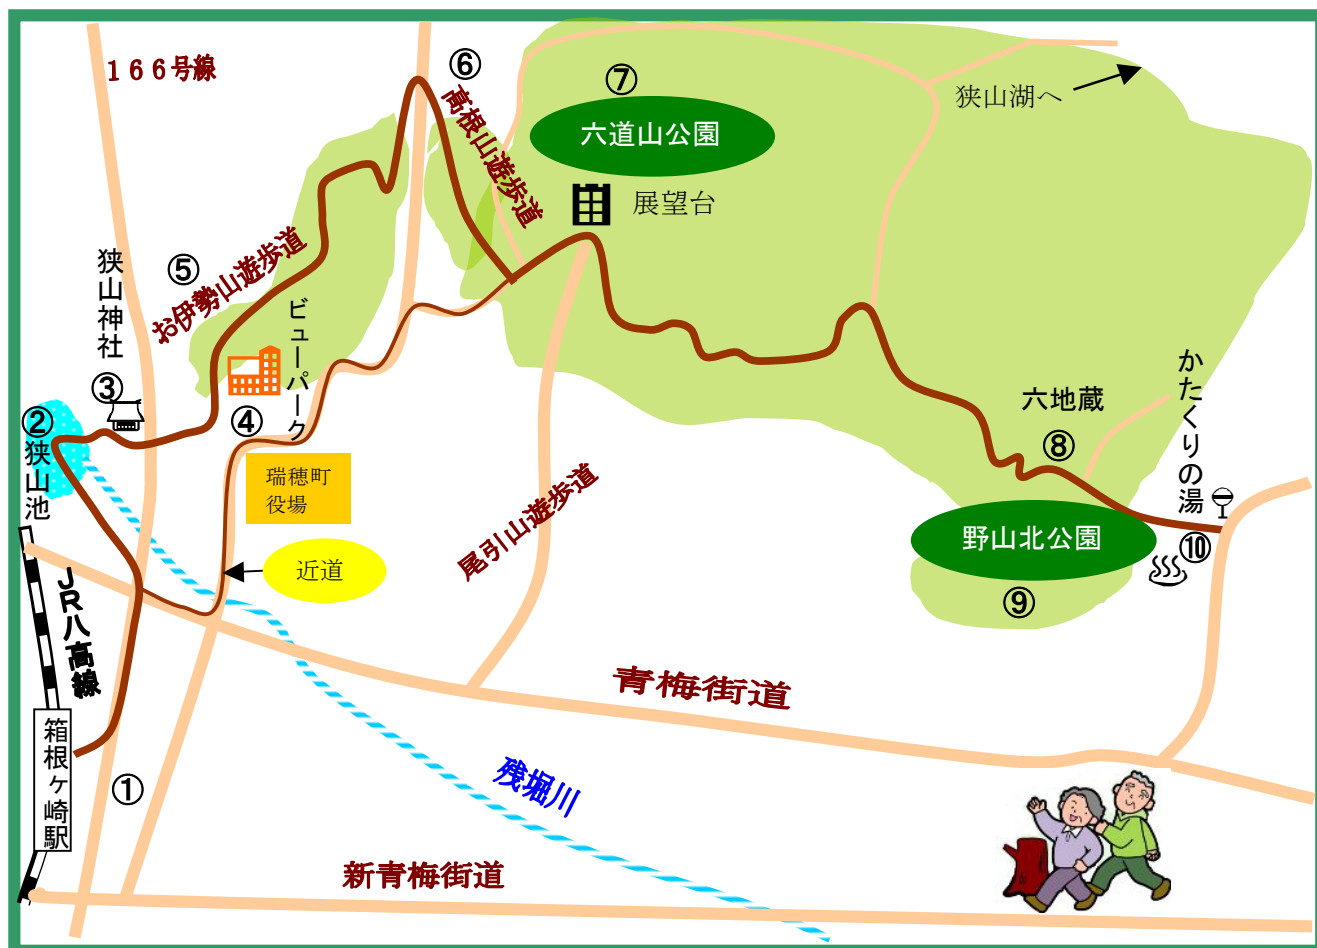 166号線
⑥
高根山遊歩道
⑦
六道山公園
狭山湖へ
展望台
狭山神社
③
⑤
お伊勢山遊歩道
ビューパーク
④
②
狭山池
瑞穂町
役場
近道
尾引山遊歩道
六地蔵
⑧
かたくりの湯
⑩
野山北公園
⑨
JR八高線
箱根ヶ崎駅
①
青梅街道
残堀川
新青梅街道